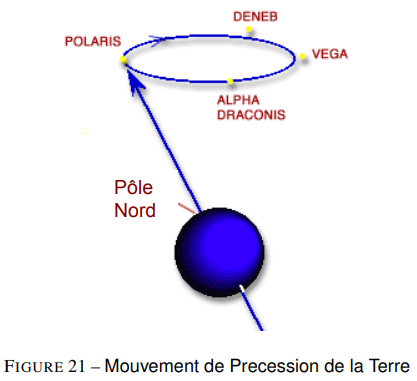 DENEB
POLARIS
VEGA
ALPHA
DRACONIS
Pôle
Nord
FIGURE 21 – Mouvement de Precession de la Terre